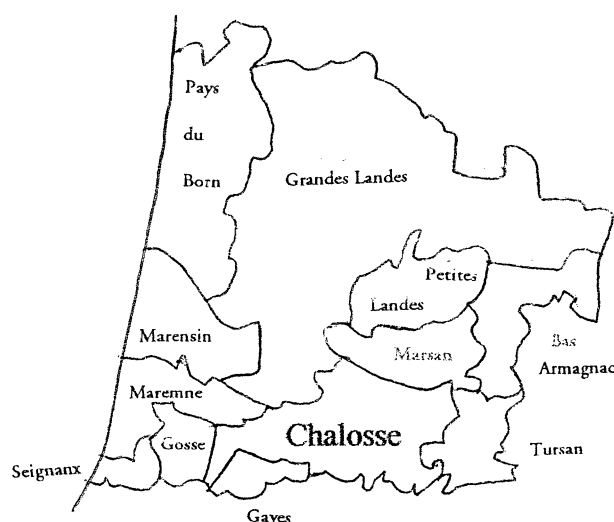 Pays
du
Born
Grandes Landes
Petites
Landes
Marensin
Marsan
Bas
Armagnac
Maremne
Chalosse
Gosse
Tursan
Seignanx
Gaves